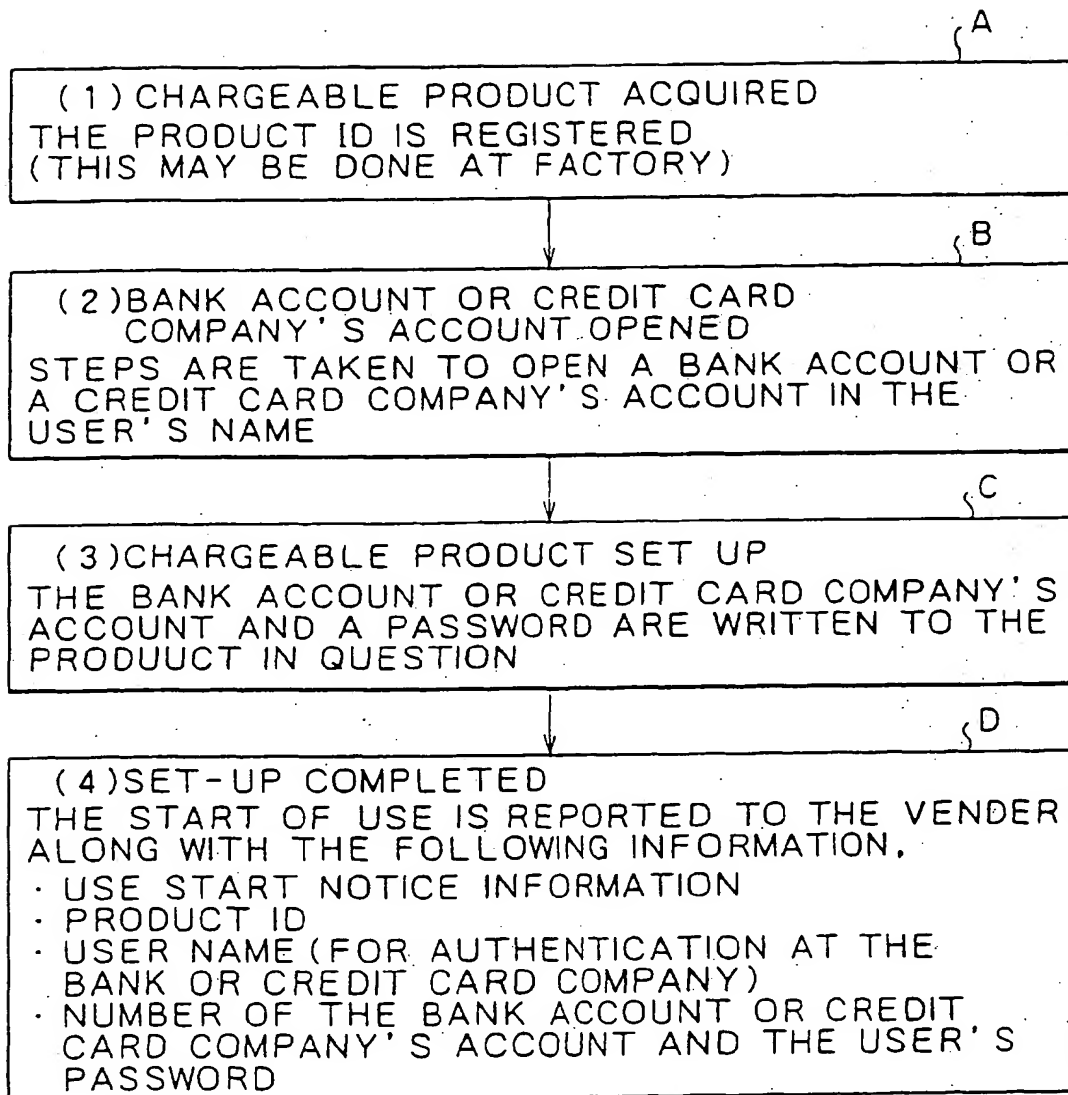 A
(1) CHARGEABLE PRODUCT ACQUIRED
THE PRODUCT ID IS REGISTERED
(THIS MAY BE DONE AT FACTORY)
B
(2) BANK ACCOUNT OR CREDIT CARD
COMPANY'S ACCOUNT OPENED
STEPS ARE TAKEN TO OPEN A BANK ACCOUNT OR
A CREDIT CARD COMPANY'S ACCOUNT IN THE
USER'S NAME
C
(3) CHARGEABLE PRODUCT SET UP
THE BANK ACCOUNT OR CREDIT CARD COMPANY'S
ACCOUNT AND A PASSWORD ARE WRITTEN TO THE
PRODUUCT IN QUESTION
D
(4) SET-UP COMPLETED
THE START OF USE IS REPORTED TO THE VENDER
ALONG WITH THE FOLLOWING INFORMATION.
· USE START NOTICE INFORMATION
· PRODUCT ID
· USER NAME (FOR AUTHENTICATION AT THE
BANK OR CREDIT CARD COMPANY)
· NUMBER OF THE BANK ACCOUNT OR CREDIT
CARD COMPANY'S ACCOUNT AND THE USER'S
PASSWORD